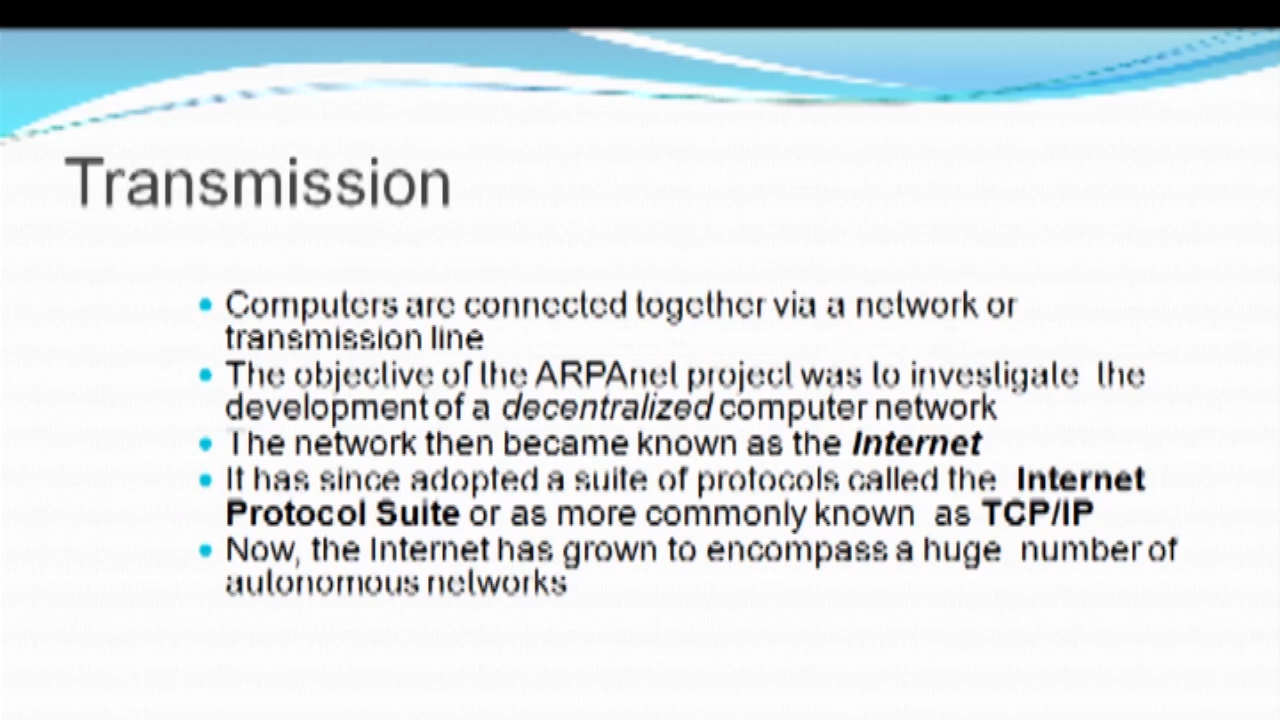 Transmission
Computers are connected together via a network or
transmission line
The objective of the ARPAnet project was to investigate the
development of a decentralized computer network
The network then became known as the Internet
It has since adopted a suite of protocols called the Internet
Protocol Suite or as more commonly known as TCP/IP
Now, the Internet has grown to encompass a huge number of
autonomous networks